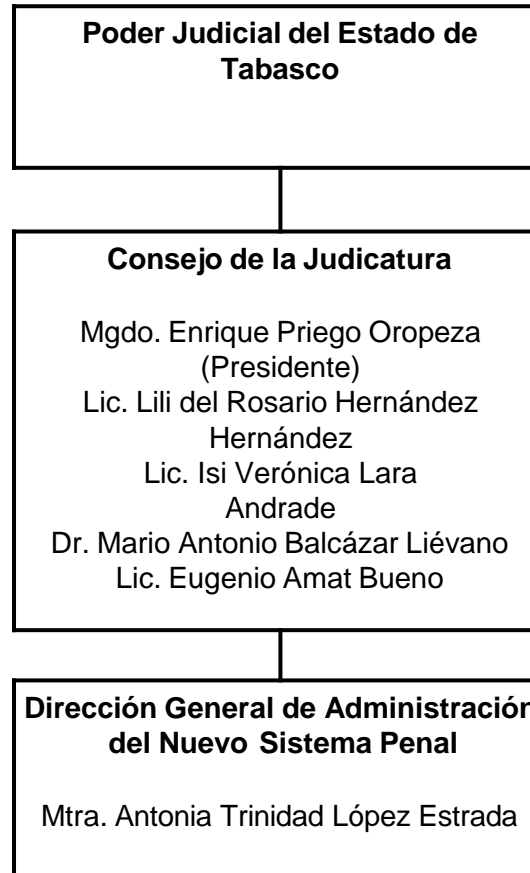 Poder Judicial del Estado de
Tabasco
Consejo de la Judicatura
Mgdo. Enrique Priego Oropeza
(Presidente)
Lic. Lili del Rosario Hernández
Hernández
Lic. Isi Verónica Lara
Andrade
Dr. Mario Antonio Balcázar Liévano
Lic. Eugenio Amat Bueno
Dirección General de Administración
del Nuevo Sistema Penal
Mtra. Antonia Trinidad López Estrada